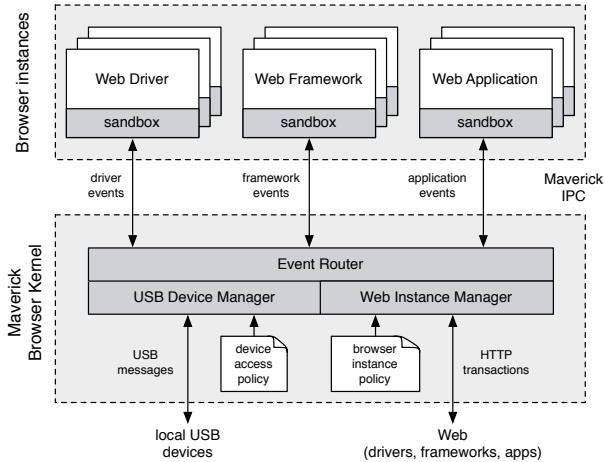 Browser instances
Web Driver
sandbox
Web Framework
sandbox
Web Application
sandbox
driver
events
framework
events
application
events
Maverick
IPC
Maverick
Browser Kernel
Event Router
USB Device Manager
Web Instance Manager
USB
messages
device
access
policy
browser
instance
policy
HTTP
transactions
local USB
devices
Web
(drivers, frameworks, apps)